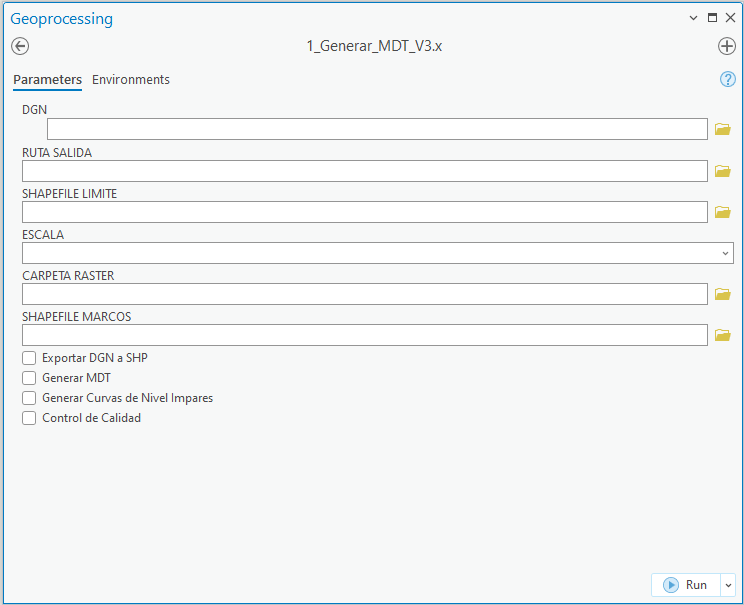 Geoprocessing
1_Generar_MDT_V3.x
Parameters Environments
?
DGN
RUTA SALIDA
SHAPEFILE LIMITE
ESCALA
CARPETA RASTER
SHAPEFILE MARCOS
Exportar DGN a SHP
Generar MDT
Generar Curvas de Nivel Impares
Control de Calidad
Run